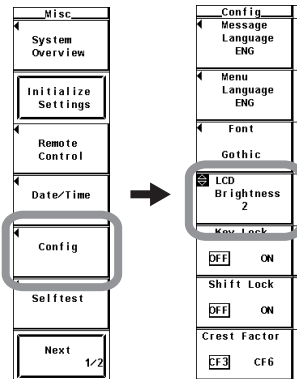 Misc
System
Overview
Initialize
Settings
Remote
Control
Date/Time
Config
Selftest
Next
1/2
Config
Message
Language
ENG
Menu
Language
ENG
Font
Gothic
LCD
Brightness
2
Key Lock
OFF ON
Shift Lock
OFF ON
Crest Factor
CF3 CF6